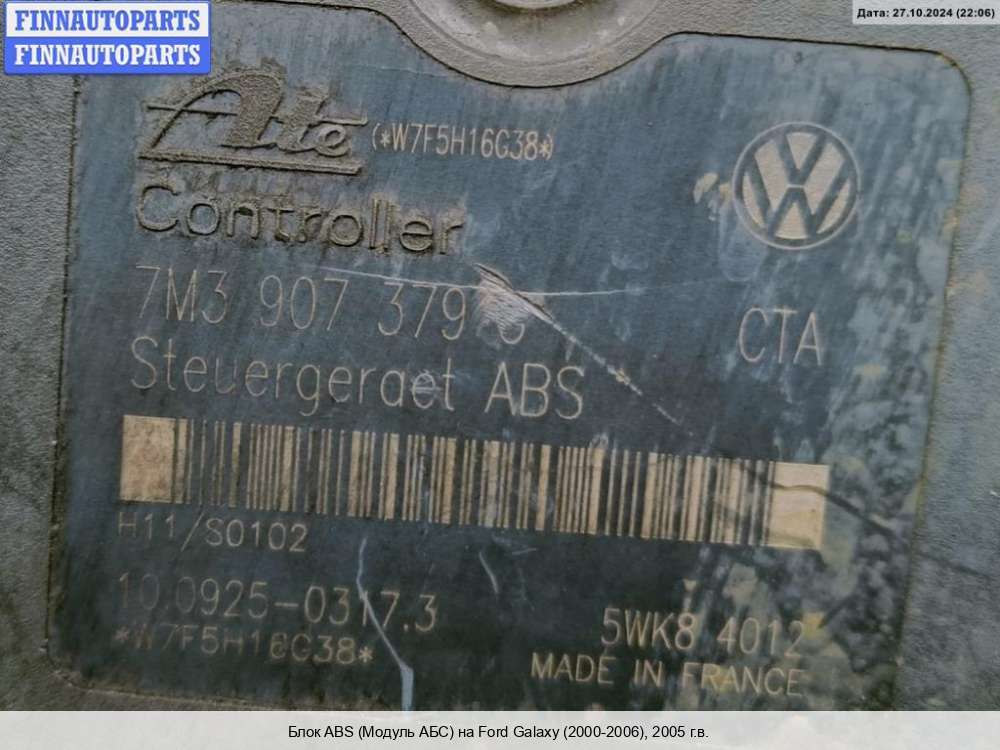 FINNAUTOPARTS
FINNAUTOPARTS
Дата: 27.10.2024 (22:06)
Ate (*W7F5H16G38*)
Controller
7M3 907 379 G CTA
Steuergeraet ABS
H11/S0102
10.0925-0317.3
5WK8 4012
*W7F5H16G38*
MADE IN FRANCE
Блок ABS (Модуль АБС) на Ford Galaxy (2000-2006), 2005 г.в.